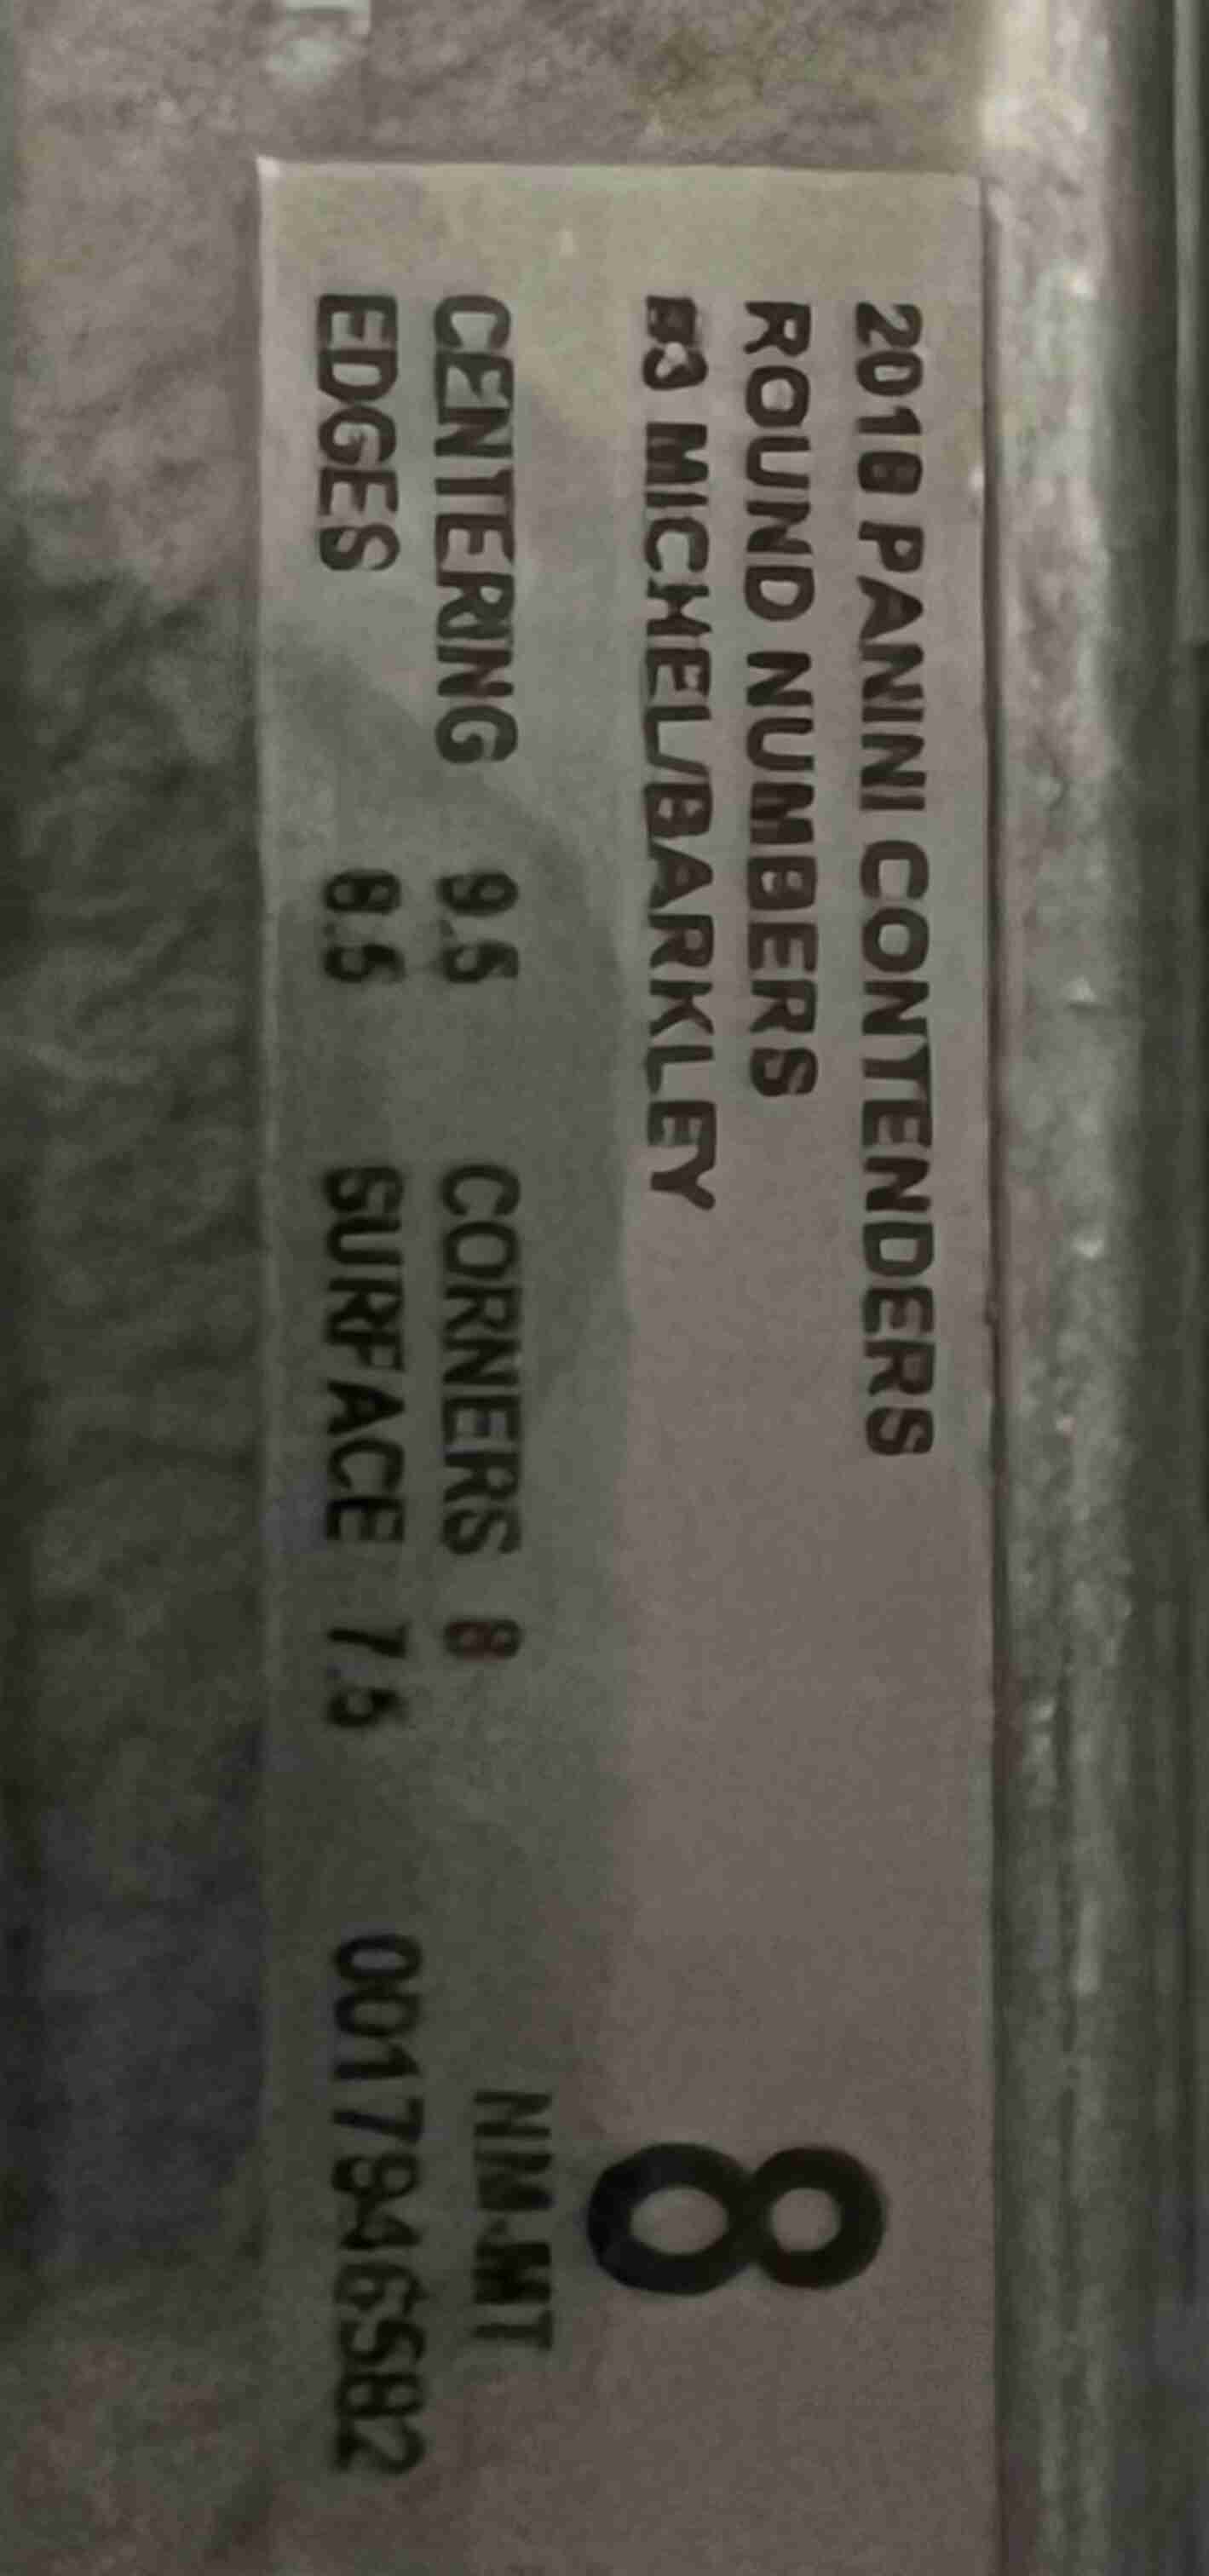 2018 PANINI CONTENDERS
ROUND NUMBERS
#3 MICHEL/BARKLEY
8
NM-MT
CENTERING 9.5 CORNERS 8
EDGES 8.5 SURFACE 7.5